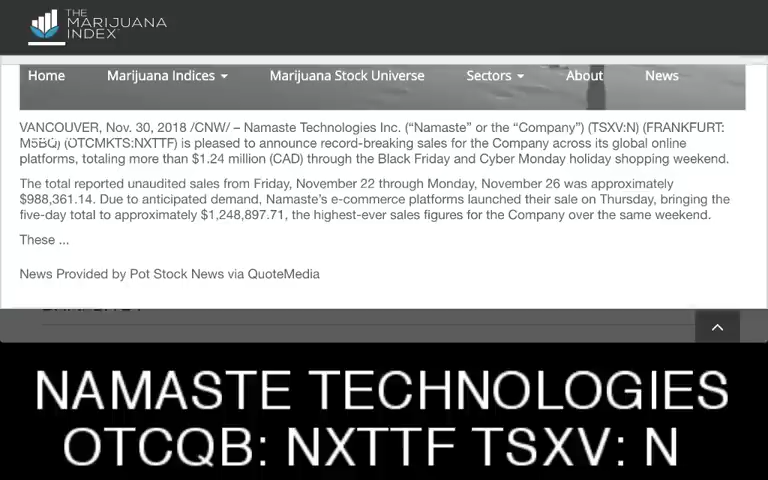 THE
MARIJUANA
INDEX
Home Marijuana Indices Marijuana Stock Universe Sectors About News
VANCOUVER, Nov. 30, 2018 /CNW/ – Namaste Technologies Inc. (“Namaste” or the “Company”) (TSXV:N) (FRANKFURT:
M5BQ) (OTCMKTS:NXTTF) is pleased to announce record-breaking sales for the Company across its global online
platforms, totaling more than $1.24 million (CAD) through the Black Friday and Cyber Monday holiday shopping weekend.
The total reported unaudited sales from Friday, November 22 through Monday, November 26 was approximately
$988,361.14. Due to anticipated demand, Namaste’s e-commerce platforms launched their sale on Thursday, bringing the
five-day total to approximately $1,248,897.71, the highest-ever sales figures for the Company over the same weekend.
These ...
News Provided by Pot Stock News via QuoteMedia
NAMASTE TECHNOLOGIES
OTCQB: NXTTF TSXV: N